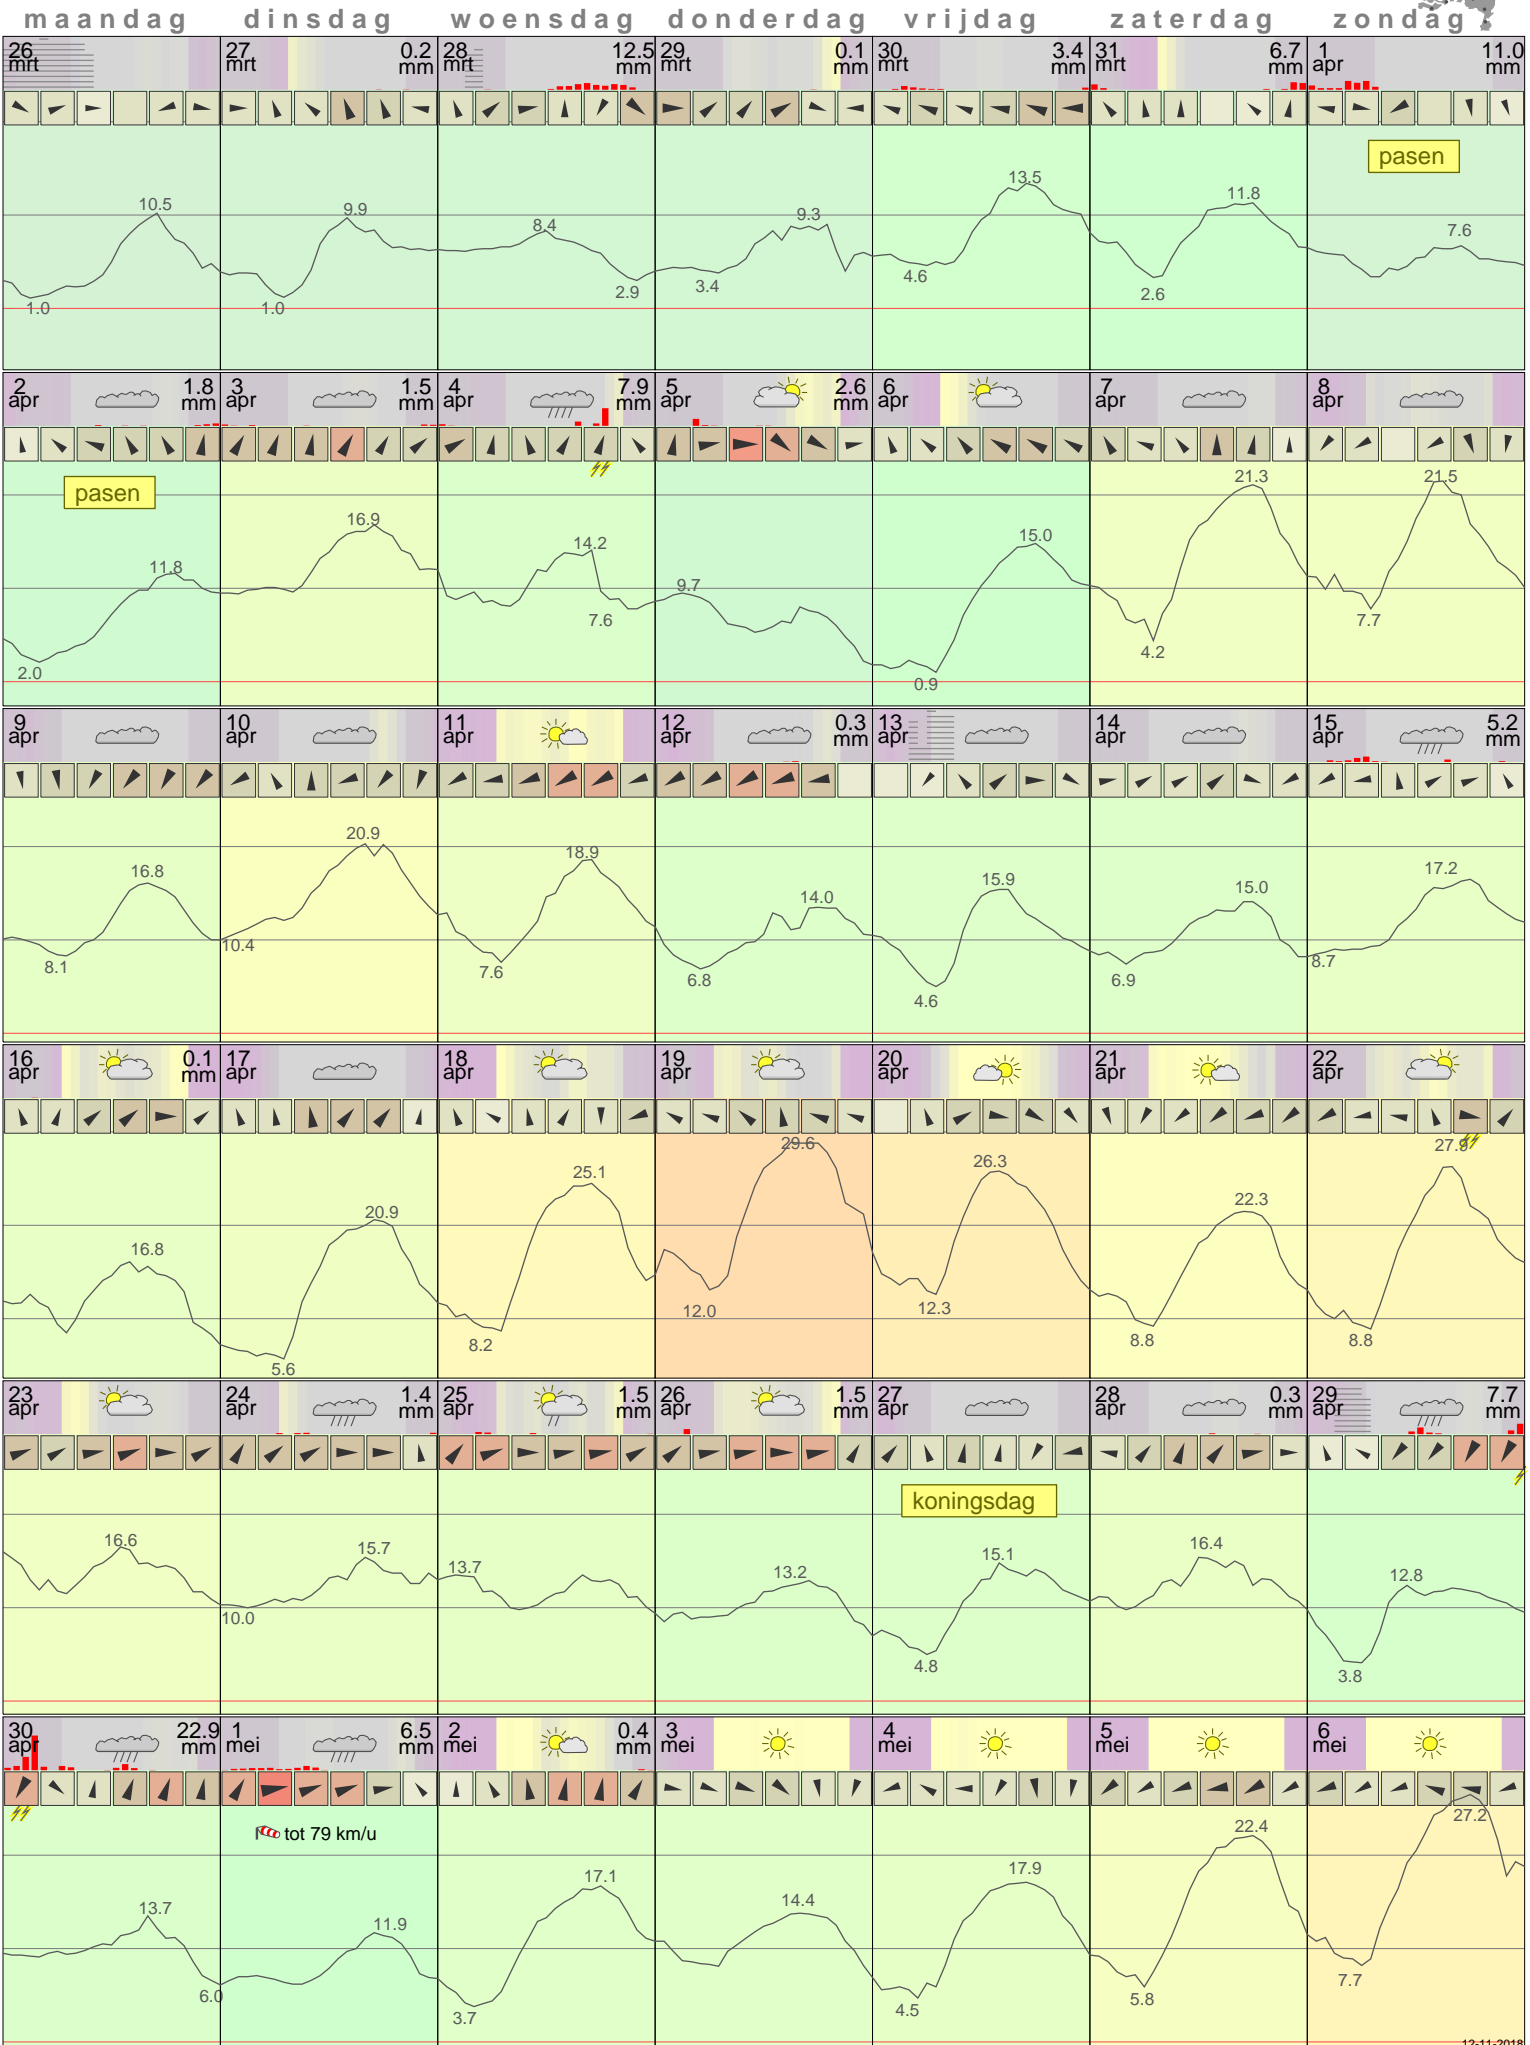 maandag dinsdag woensdag donderdag vrijdag zaterdag zondag
26 27 0.2 28 12.5 29 0.1 30 3.4 31 6.7 1 11.0
mrt mrt mm mrt mm mrt mm mrt mm mrt mm apr mm
pasen
10.5 9.9 8.4 9.3 13.5 11.8 7.6
1.0 1.0 2.9 3.4 4.6 2.6
2 1.8 3 1.5 4 7.9 5 2.6 6 7 8
apr mm apr mm apr mm apr mm apr apr apr
pasen
11.8 16.9 14.2 9.7 15.0 21.3 21.5
2.0 7.6 0.9 4.2 7.7
9 10 11 12 0.3 13 14 15 5.2
apr apr apr apr mm apr apr apr mm
16.8 20.9 18.9 14.0 15.9 15.0 17.2
8.1 10.4 7.6 6.8 4.6 6.9 8.7
16 0.1 17 18 19 20 21 22
apr mm apr apr apr apr apr apr
16.8 20.9 25.1 29.6 26.3 22.3 27.9
5.6 8.2 12.0 12.3 8.8 8.8
23 24 1.4 25 1.5 26 1.5 27 28 0.3 29 7.7
apr apr mm apr mm apr mm apr apr mm apr mm
koningsdag
16.6 15.7 13.7 13.2 15.1 16.4 12.8
10.0 4.8 3.8
30 22.9 1 6.5 2 0.4 3 4 5 6
apr mm mei mm mei mm mei mei mei mei
tot 79 km/u
13.7 11.9 17.1 14.4 17.9 22.4 27.2
6.0 3.7 4.5 5.8 7.7
12-11-2018